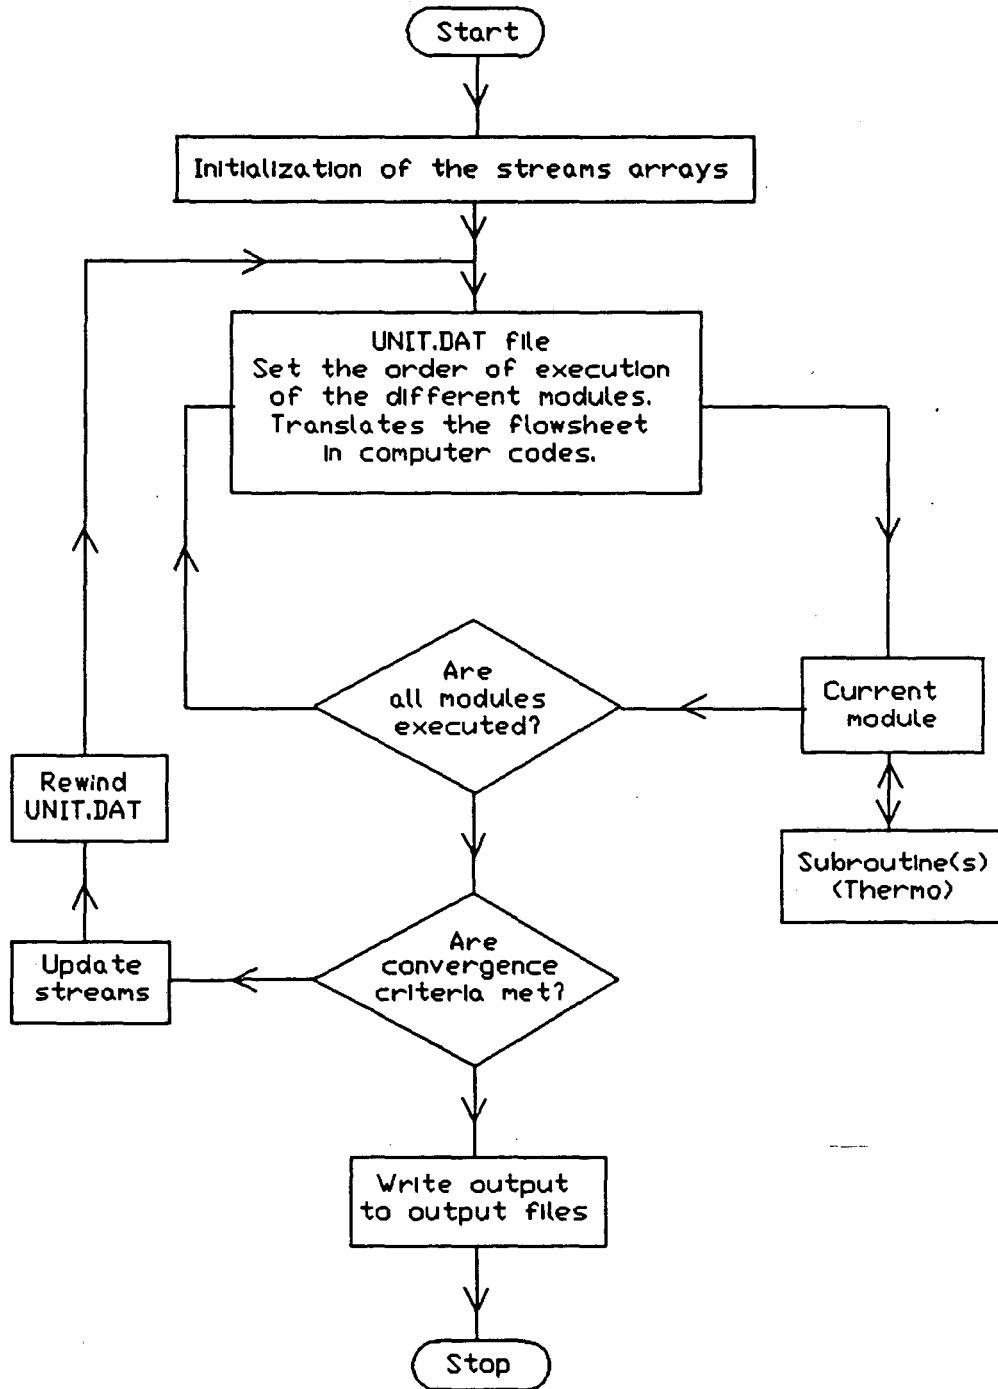 Start
Initialization of the streams arrays
UNIT.DAT file
Set the order of execution
of the different modules.
Translates the flowsheet
in computer codes.
Are
all modules
executed?
Current
module
Rewind
UNIT.DAT
Subroutine(s)
(Thermo)
Are
convergence
criteria met?
Update
streams
Write output
to output files
Stop